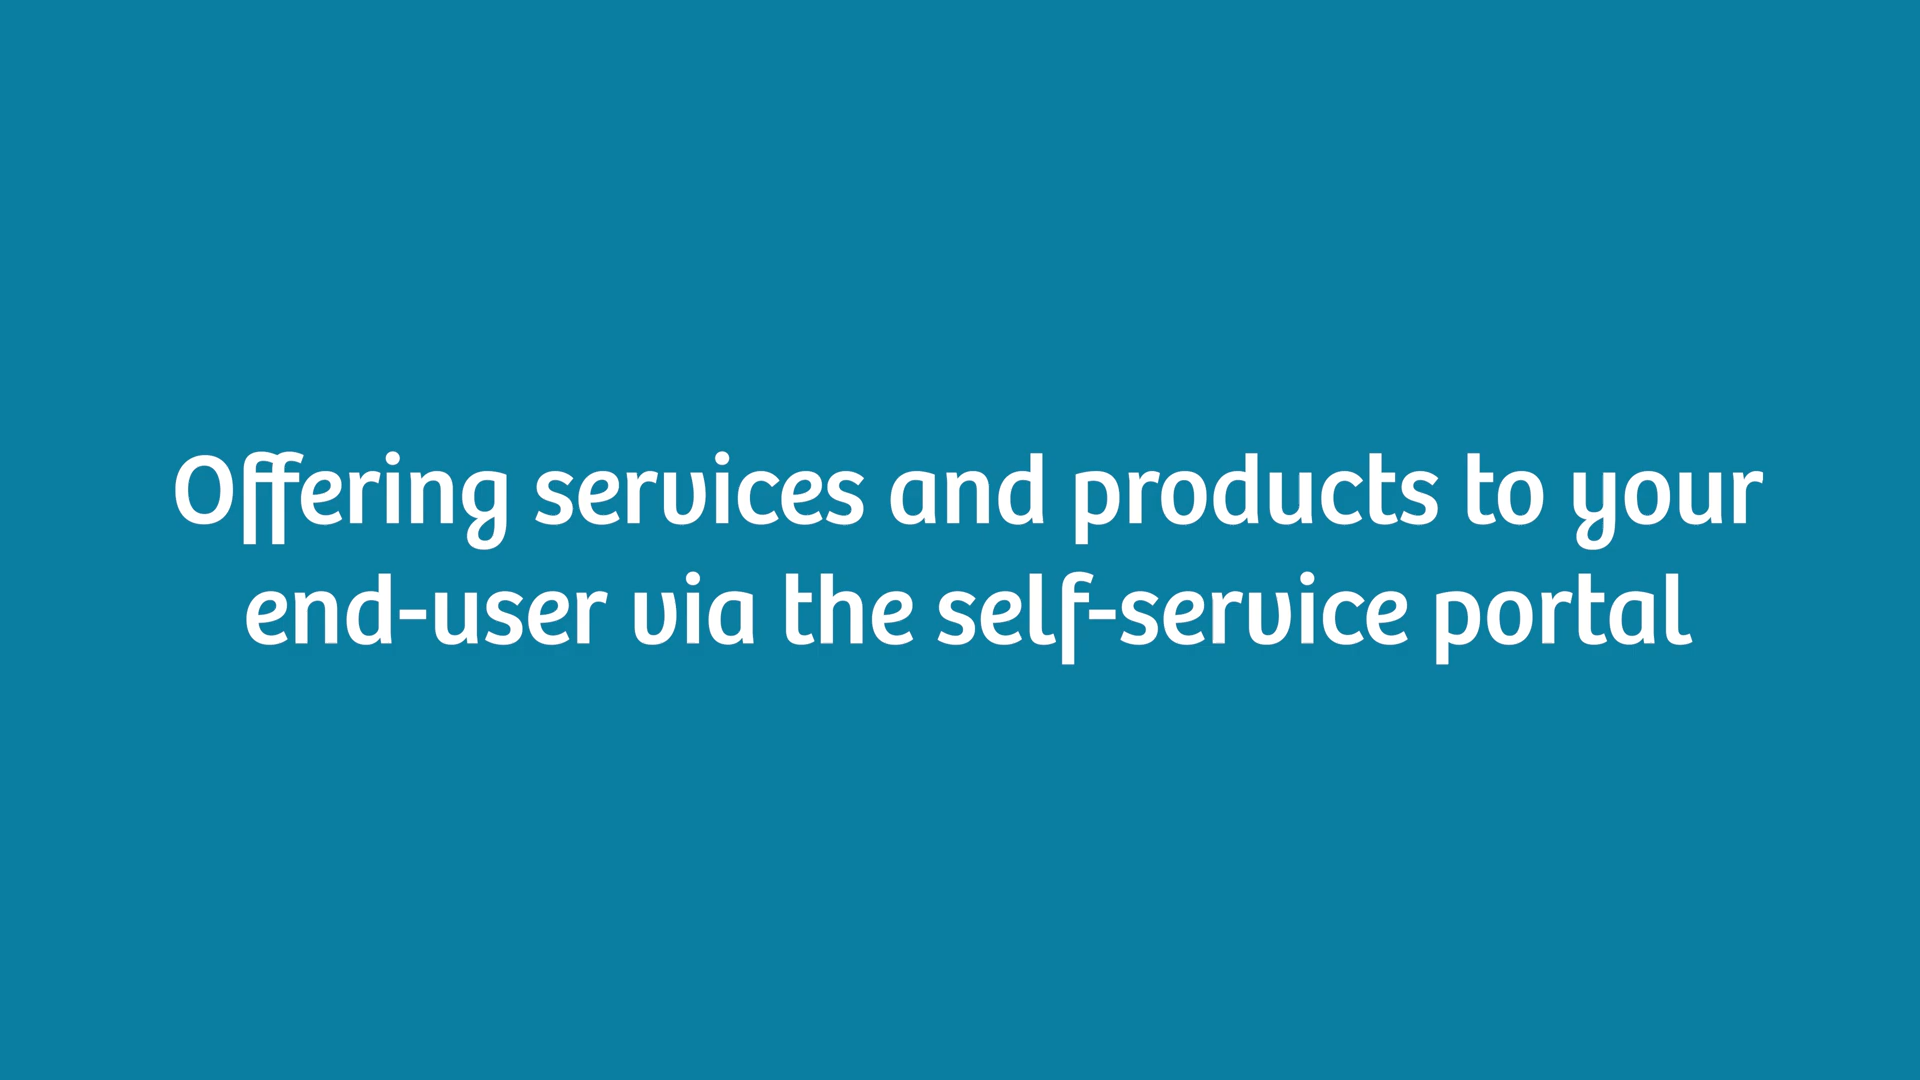 Offering services and products to your
end-user via the self-service portal